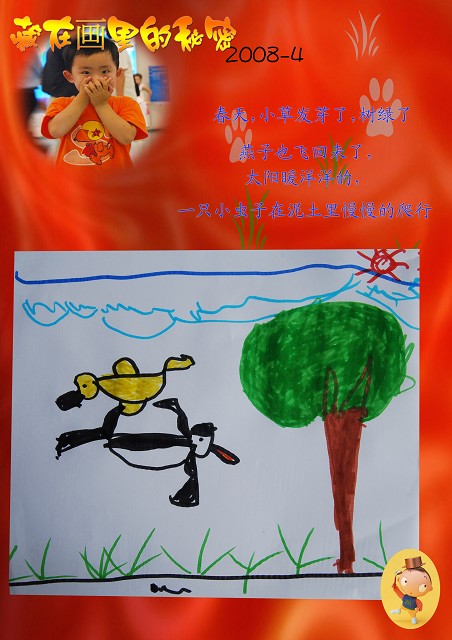 藏在画里的秘密
2008-4
春天,小草发芽了,树绿了
燕子也飞回来了.
太阳暖洋洋的,
一只小虫子在泥土里慢慢的爬行